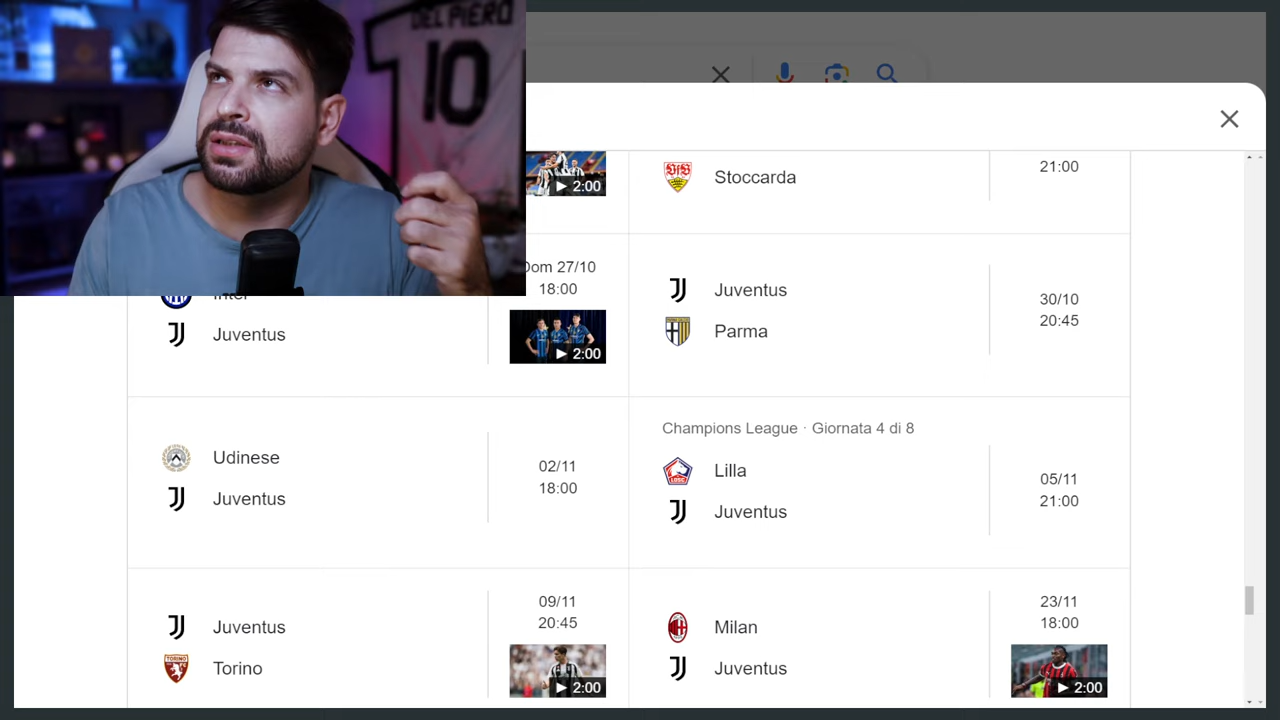 DEL PIERO
10
2:00
Stoccarda
21:00
Dom 27/10
18:00
Inter
Juventus
2:00
Juventus
Parma
30/10
20:45
Udinese
Juventus
02/11
18:00
Champions League · Giornata 4 di 8
Lilla
Juventus
05/11
21:00
Juventus
Torino
09/11
20:45
2:00
Milan
Juventus
23/11
18:00
2:00